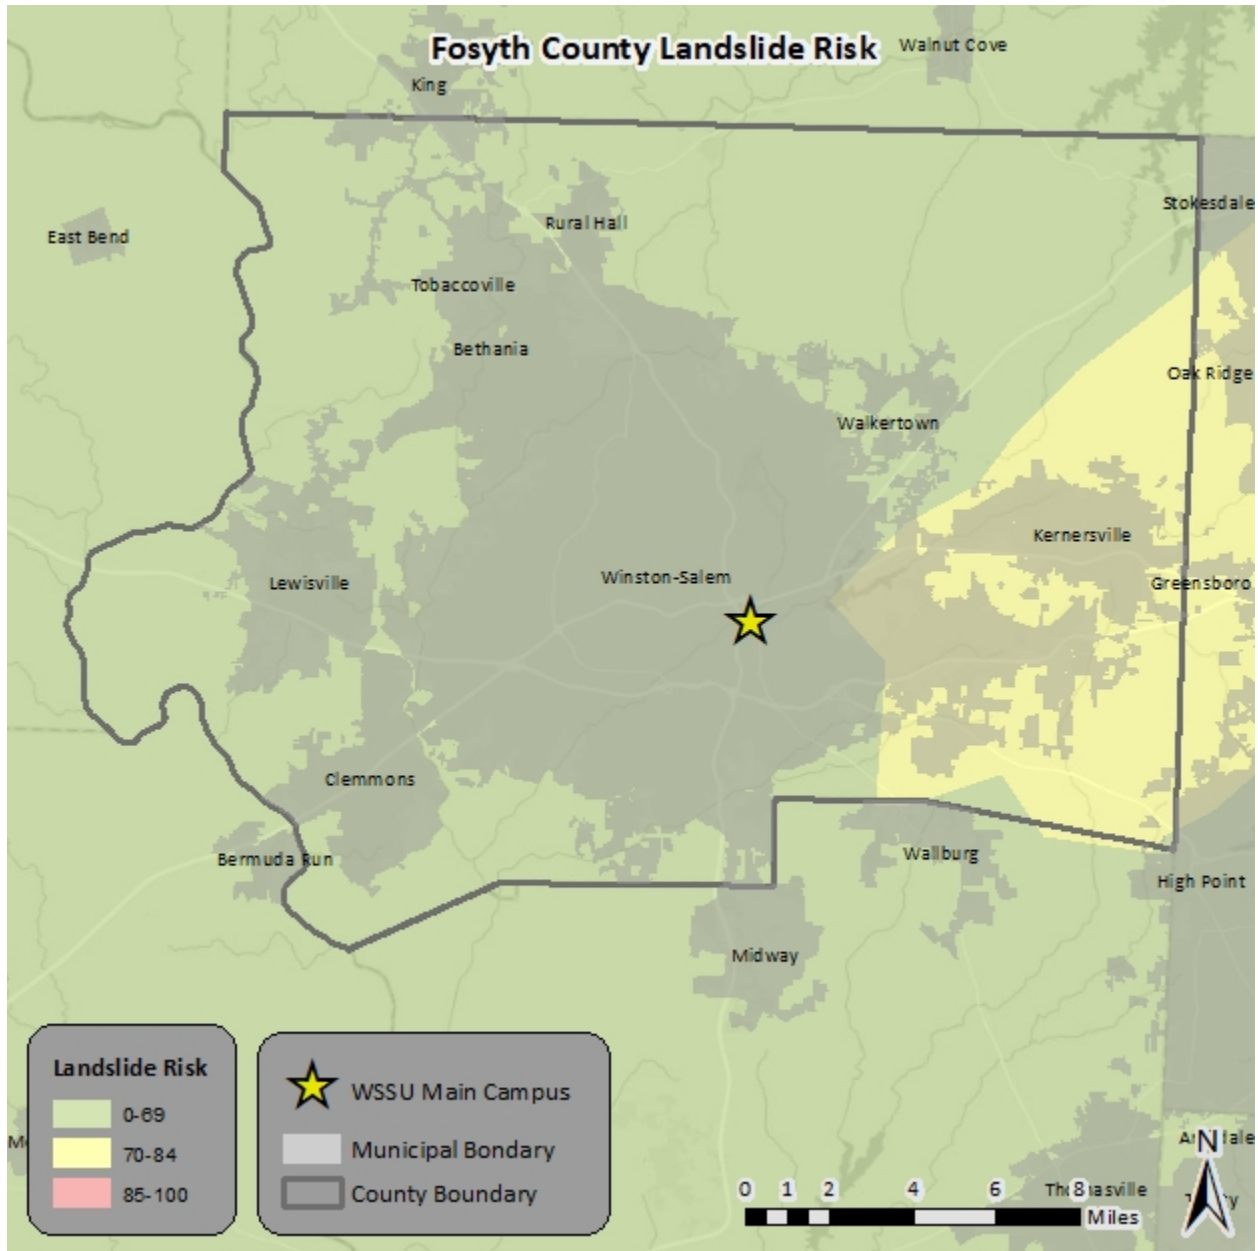 Fosyth County Landslide Risk
Walnut Cove
King
Stokesdale
Rural Hall
East Bend
Tobaccoville
Bethania
Oak Ridge
Walkertown
Kernersville
Winston-Salem
Lewisville
Greensboro
Clemmons
Bermuda Run
Wallburg
High Point
Midway
Landslide Risk
0-69
70-84
85-100
WSSU Main Campus
Municipal Bondary
County Boundary
N
0 1 2 4 6 8
Miles
Thomasville